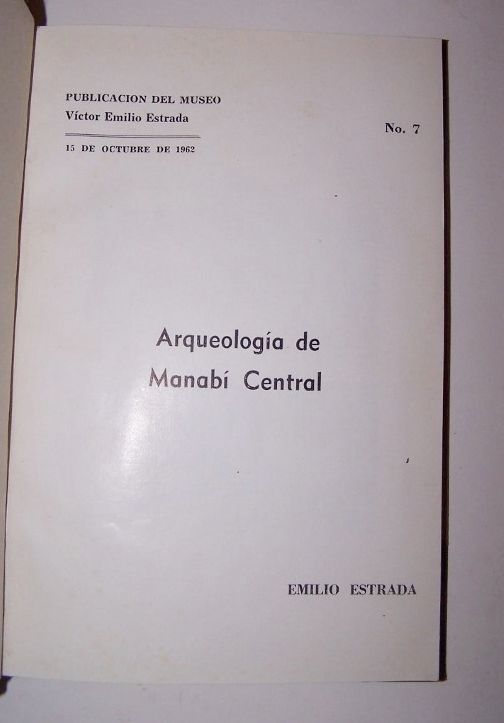 PUBLICACION DEL MUSEO
Víctor Emilio Estrada
No. 7
15 DE OCTUBRE DE 1962
Arqueología de
Manabí Central
EMILIO ESTRADA